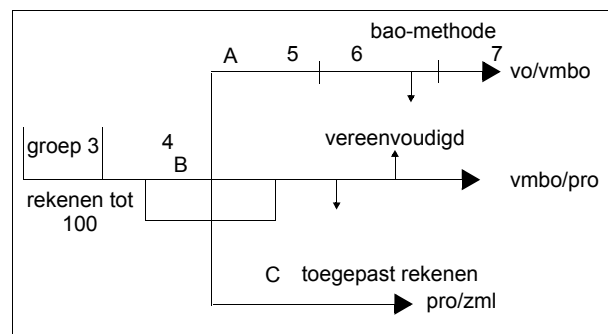 bao-methode
A 5 6 7
vo/vmbo
groep 3 4 vereenvoudigd
B
rekenen tot
100
vmbo/pro
C toegepast rekenen
pro/zml